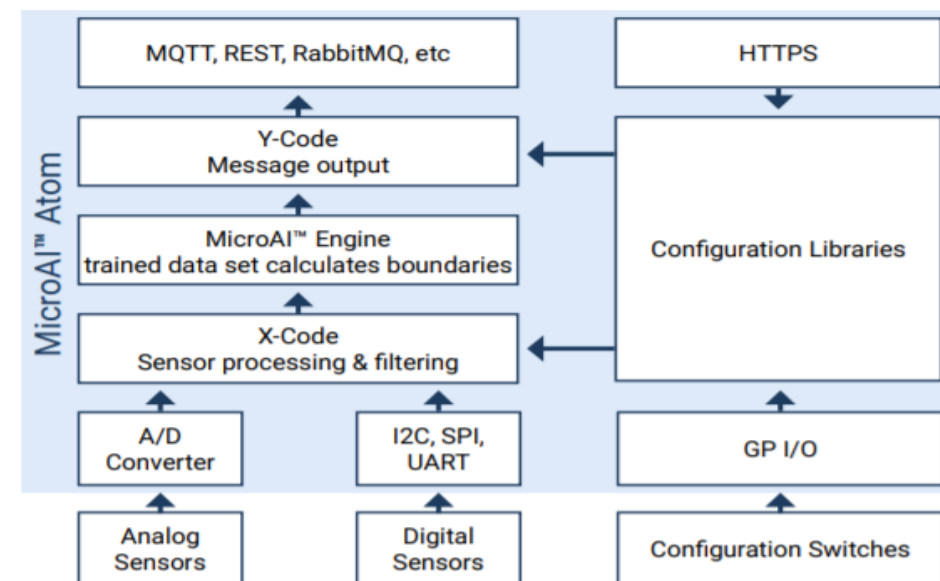 MicroAI™ Atom
MQTT, REST, RabbitMQ, etc
HTTPS
Y-Code
Message output
MicroAI™ Engine
trained data set calculates boundaries
Configuration Libraries
X-Code
Sensor processing & filtering
A/D
Converter
I2C, SPI,
UART
GP I/O
Analog
Sensors
Digital
Sensors
Configuration Switches